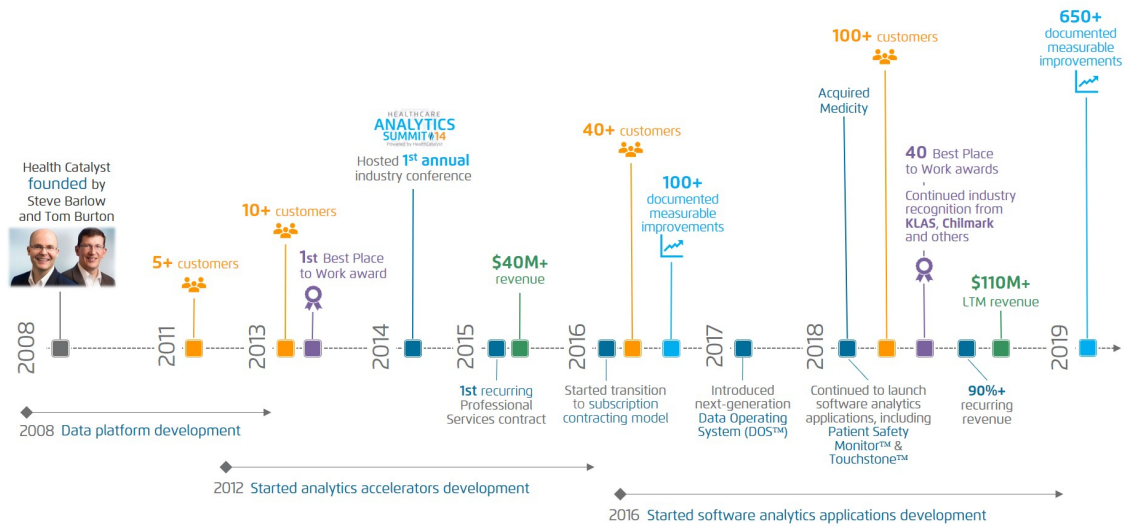 Health Catalyst
founded by
Steve Barlow
and Tom Burton
5+ customers
10+ customers
1st Best Place
to Work award
HEALTHCARE
ANALYTICS
SUMMIT 14
Provided by HealthCatalyst
Hosted 1st annual
industry conference
$40M+
revenue
40+ customers
100+
documented
measurable
improvements
Acquired
Medicity
100+ customers
40 Best Place
to Work awards
Continued industry
recognition from
KLAS, Chilmark
and others
$110M+
LTM revenue
650+
documented
measurable
improvements
2008
2011
2013
2014
2015
2016
2017
2018
2019
1st recurring
Professional
Services contract
Started transition
to subscription
contracting model
Introduced
next-generation
Data Operating
System (DOS™)
Continued to launch
software analytics
applications, including
Patient Safety
Monitor™ &
Touchstone™
90%+
recurring
revenue
2008 Data platform development
2012 Started analytics accelerators development
2016 Started software analytics applications development